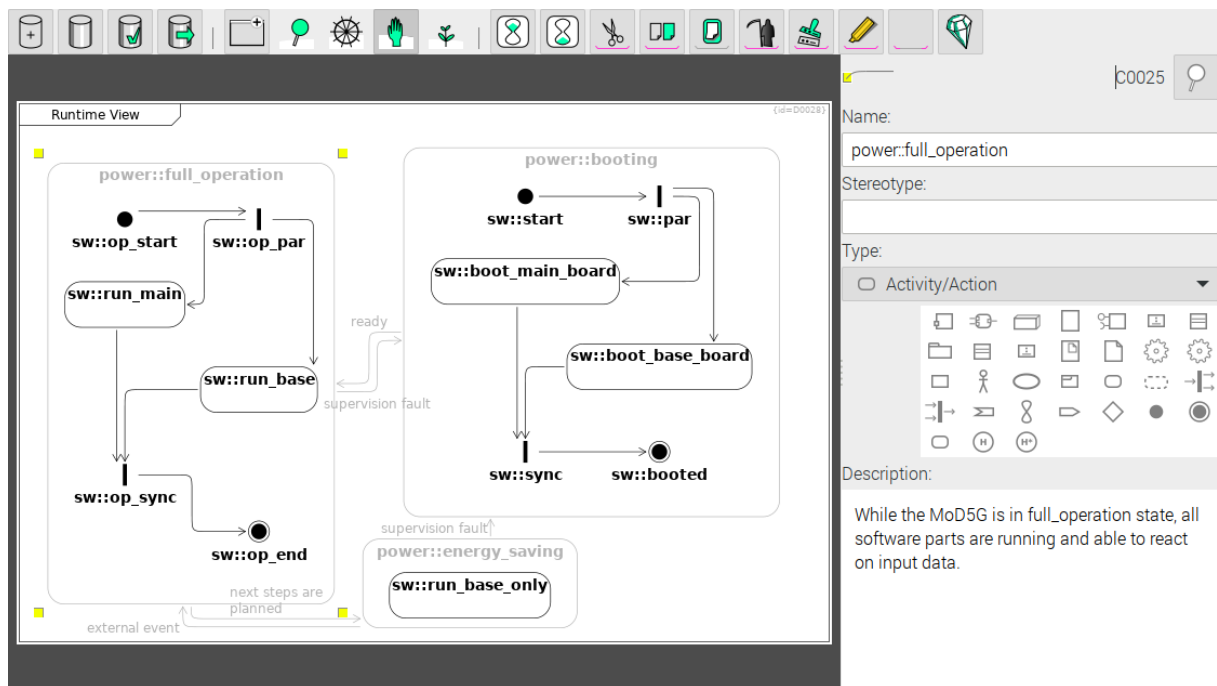 C0025
Name:
power::full_operation
Stereotype:
Type:
Activity/Action
Description:
While the MoD5G is in full_operation state, all
software parts are running and able to react
on input data.
Runtime View
{id=D0028}
power::full_operation
sw::op_start
sw::op_par
sw::run_main
sw::run_base
sw::op_sync
sw::op_end
ready
supervision fault
power::booting
sw::start
sw::par
sw::boot_main_board
sw::boot_base_board
sw::sync
sw::booted
supervision fault
power::energy_saving
sw::run_base_only
next steps are
planned
external event
H
H*